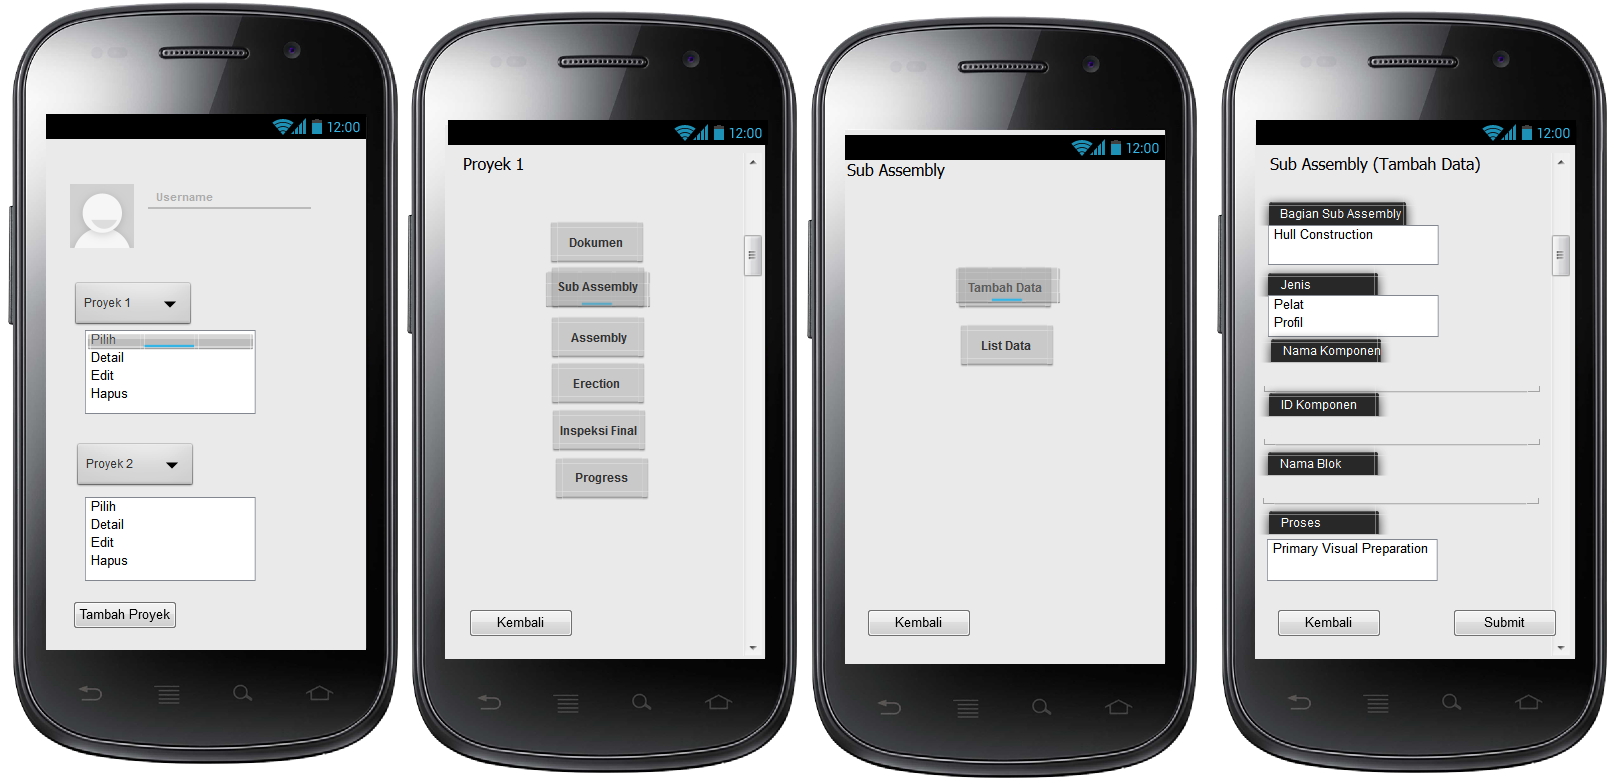 12:00
Username
Proyek 1
Pilih
Detail
Edit
Hapus
Proyek 2
Pilih
Detail
Edit
Hapus
Tambah Proyek
12:00
Proyek 1
Dokumen
Sub Assembly
Assembly
Erection
Inspeksi Final
Progress
Kembali
12:00
Sub Assembly
Tambah Data
List Data
Kembali
12:00
Sub Assembly (Tambah Data)
Bagian Sub Assembly
Hull Construction
Jenis
Pelat
Profil
Nama Komponen
ID Komponen
Nama Blok
Proses
Primary Visual Preparation
Kembali
Submit